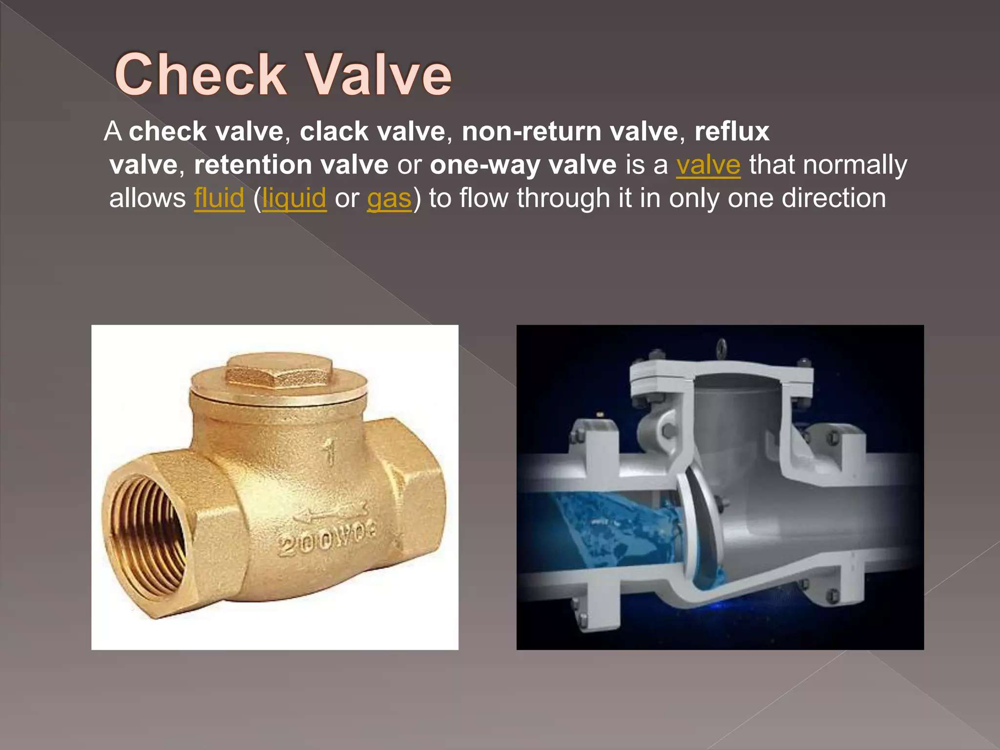 Check Valve
A check valve, clack valve, non-return valve, reflux
valve, retention valve or one-way valve is a valve that normally
allows fluid (liquid or gas) to flow through it in only one direction
1
200WOG